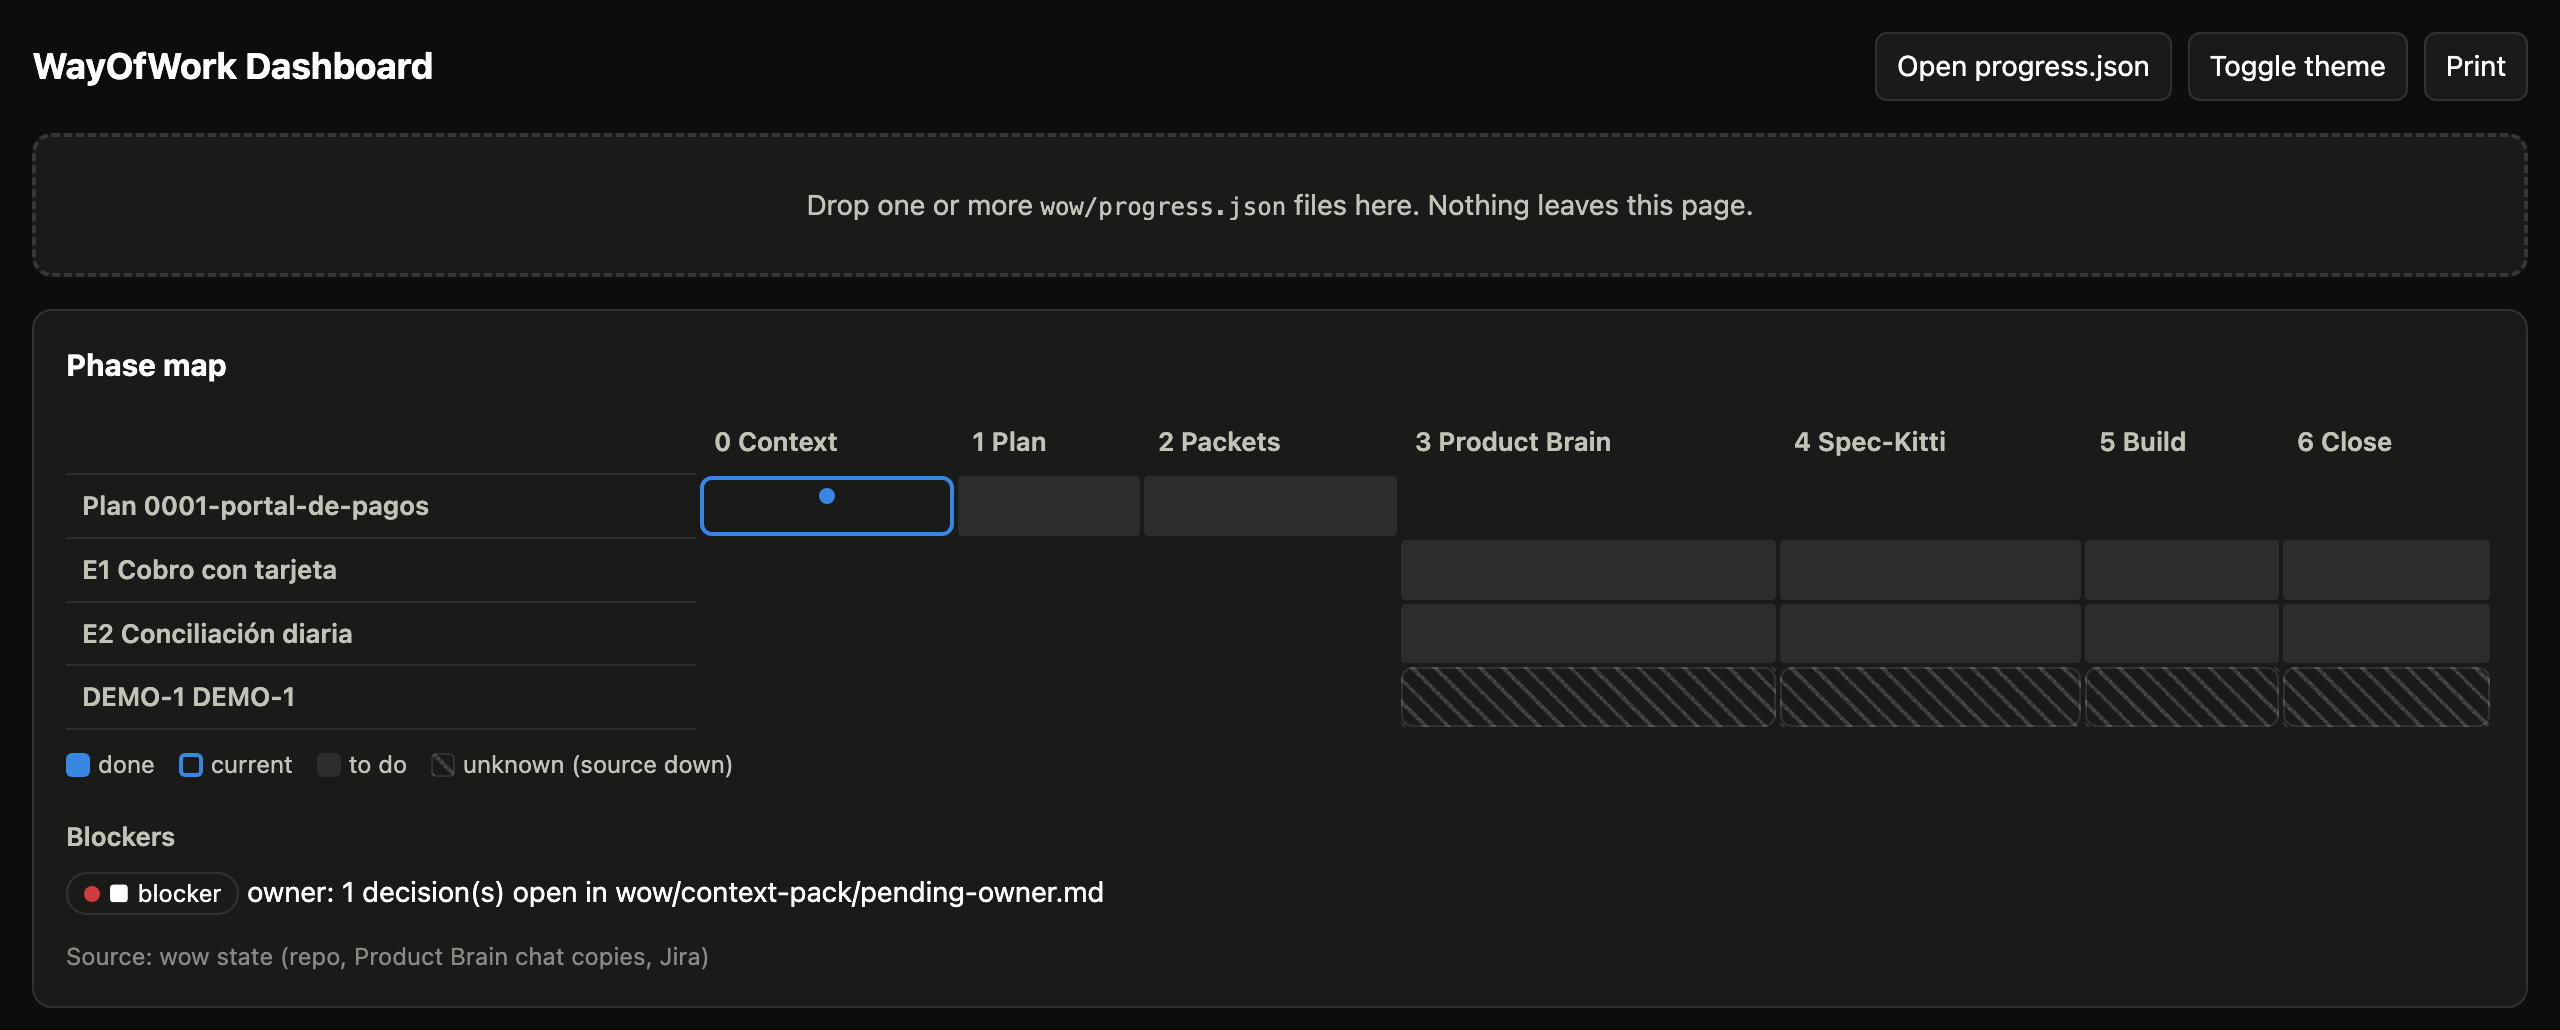 WayOfWork Dashboard
Open progress.json
Toggle theme
Print
Drop one or more wow/progress.json files here. Nothing leaves this page.
Phase map
0 Context 1 Plan 2 Packets 3 Product Brain 4 Spec-Kitti 5 Build 6 Close
Plan 0001-portal-de-pagos
E1 Cobro con tarjeta
E2 Conciliación diaria
DEMO-1 DEMO-1
done current to do unknown (source down)
Blockers
blocker owner: 1 decision(s) open in wow/context-pack/pending-owner.md
Source: wow state (repo, Product Brain chat copies, Jira)